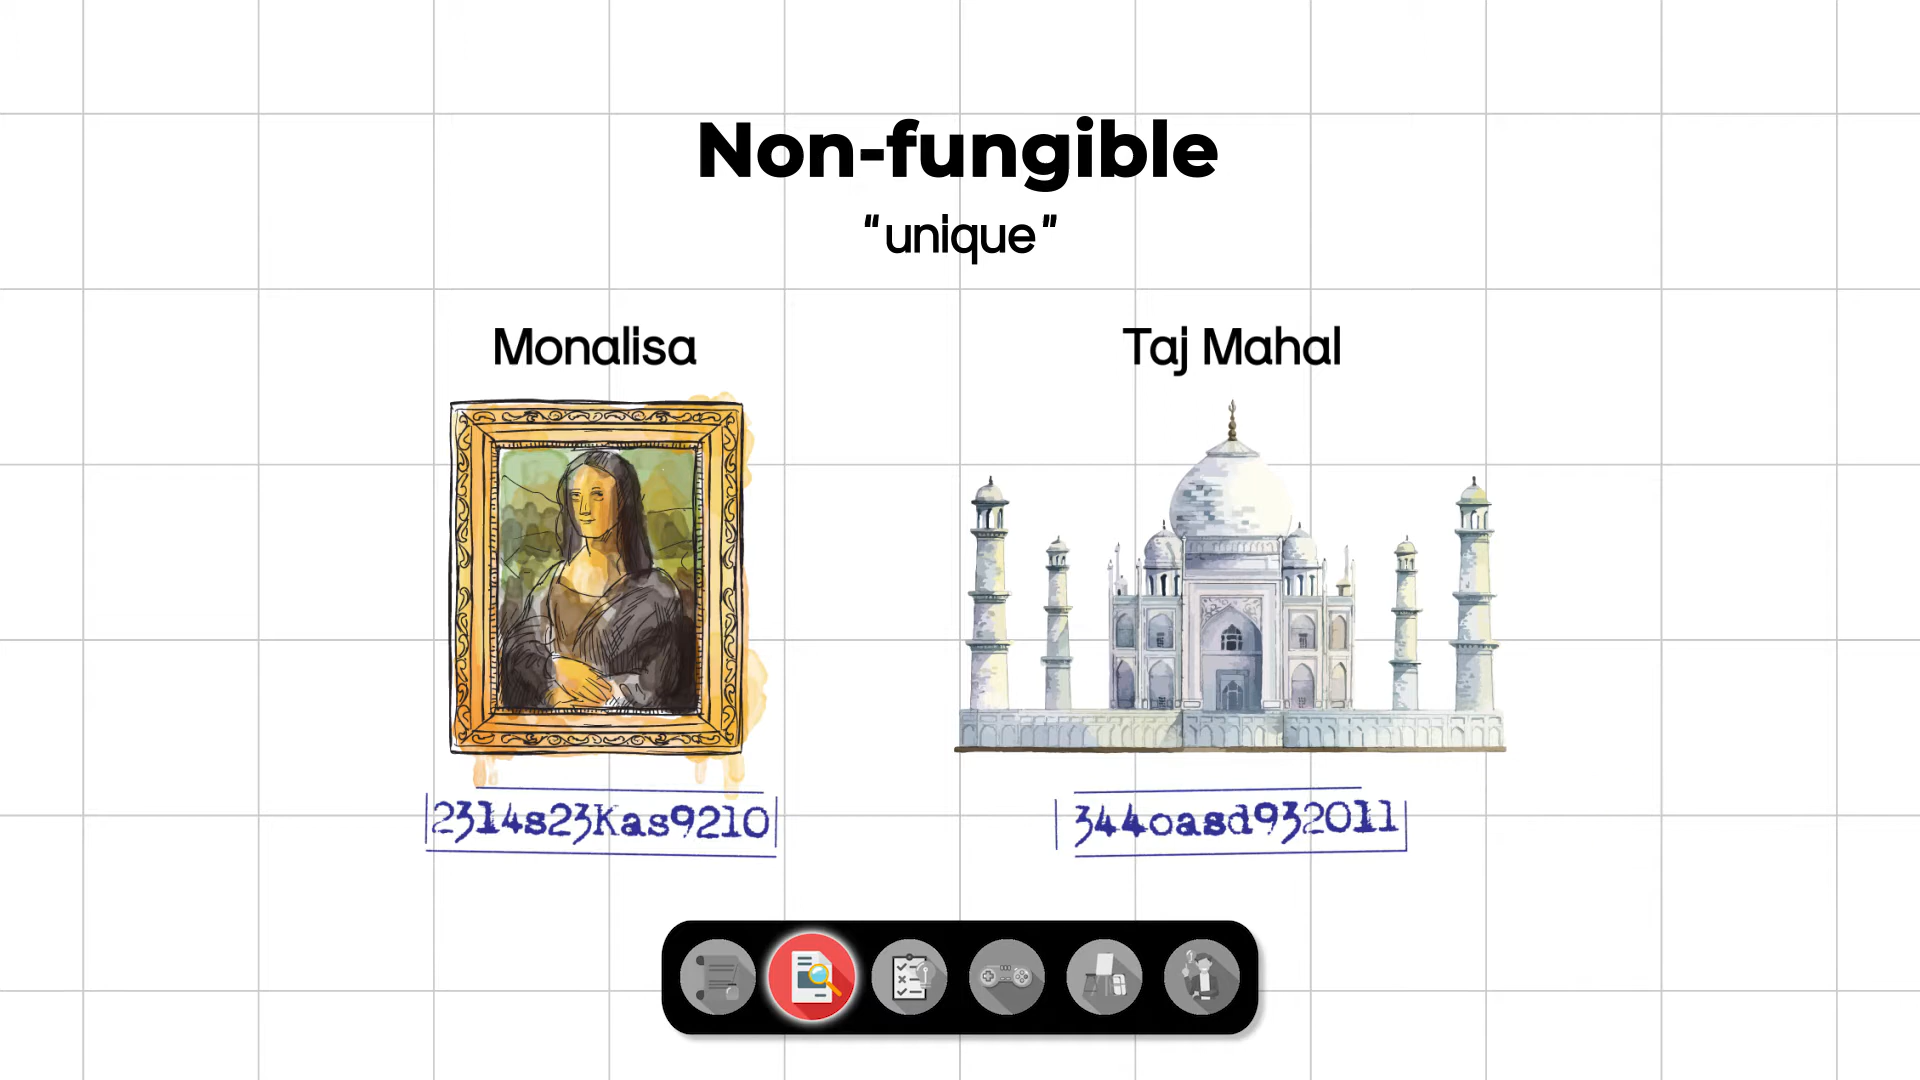 Non-fungible
“unique”
Monalisa
Taj Mahal
2314s23Kas9210
344oasd932011